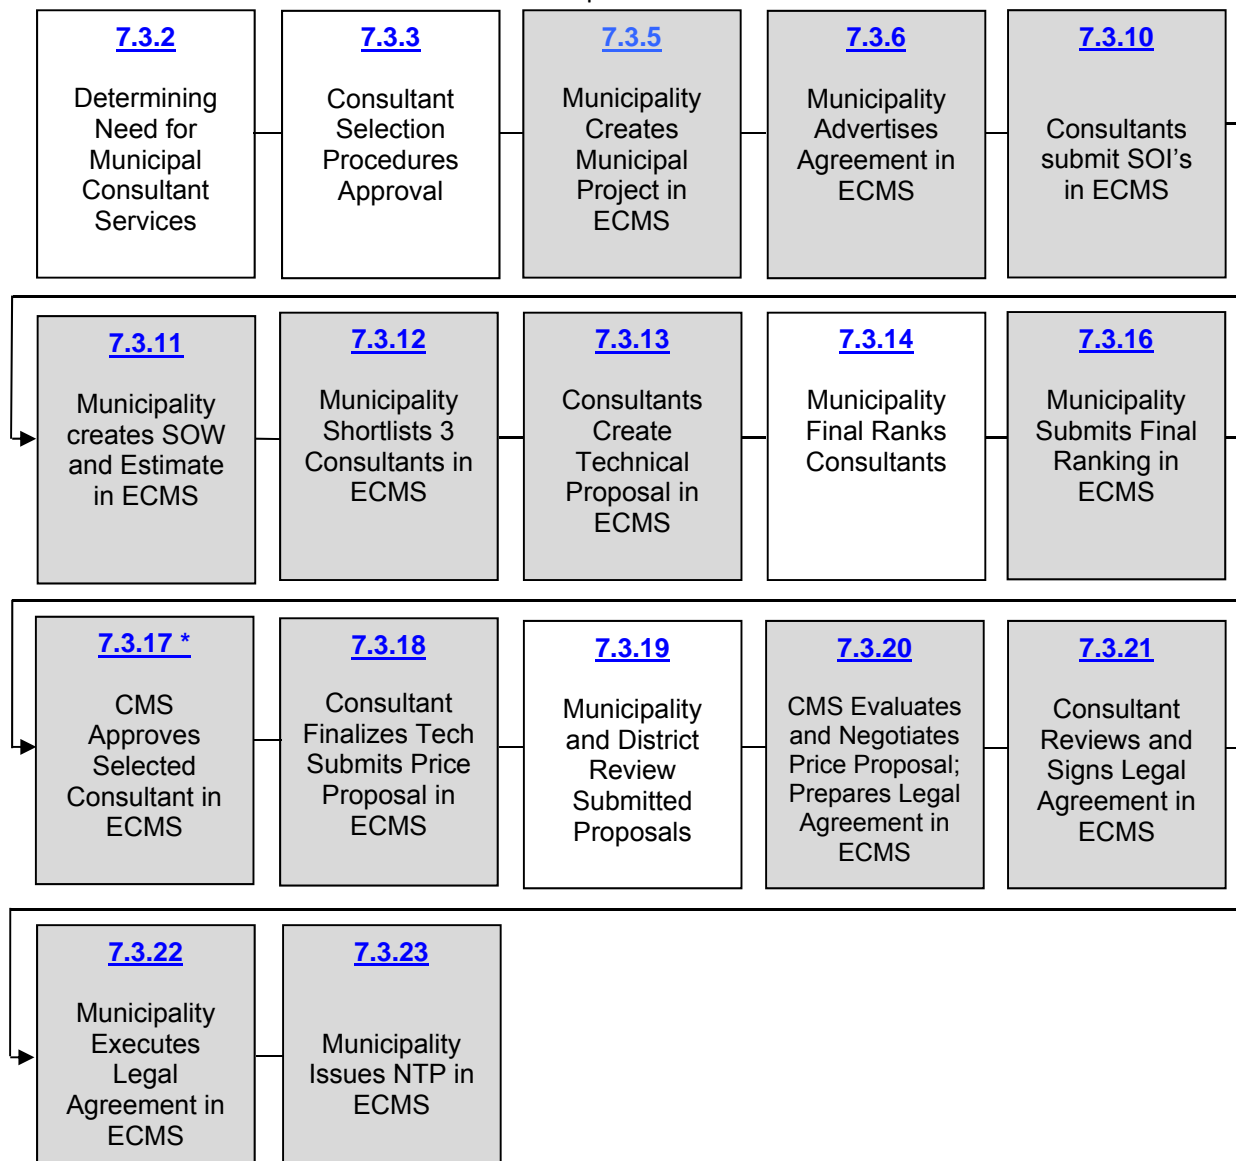 7.3.2
Determining
Need for
Municipal
Consultant
Services
7.3.3
Consultant
Selection
Procedures
Approval
7.3.5
Municipality
Creates
Municipal
Project in
ECMS
7.3.6
Municipality
Advertises
Agreement in
ECMS
7.3.10
Consultants
submit SOI’s
in ECMS
7.3.11
Municipality
creates SOW
and Estimate
in ECMS
7.3.12
Municipality
Shortlists 3
Consultants in
ECMS
7.3.13
Consultants
Create
Technical
Proposal in
ECMS
7.3.14
Municipality
Final Ranks
Consultants
7.3.16
Municipality
Submits Final
Ranking in
ECMS
7.3.17 *
CMS
Approves
Selected
Consultant in
ECMS
7.3.18
Consultant
Finalizes Tech
Submits Price
Proposal in
ECMS
7.3.19
Municipality
and District
Review
Submitted
Proposals
7.3.20
CMS Evaluates
and Negotiates
Price Proposal;
Prepares Legal
Agreement in
ECMS
7.3.21
Consultant
Reviews and
Signs Legal
Agreement in
ECMS
7.3.22
Municipality
Executes
Legal
Agreement in
ECMS
7.3.23
Municipality
Issues NTP in
ECMS